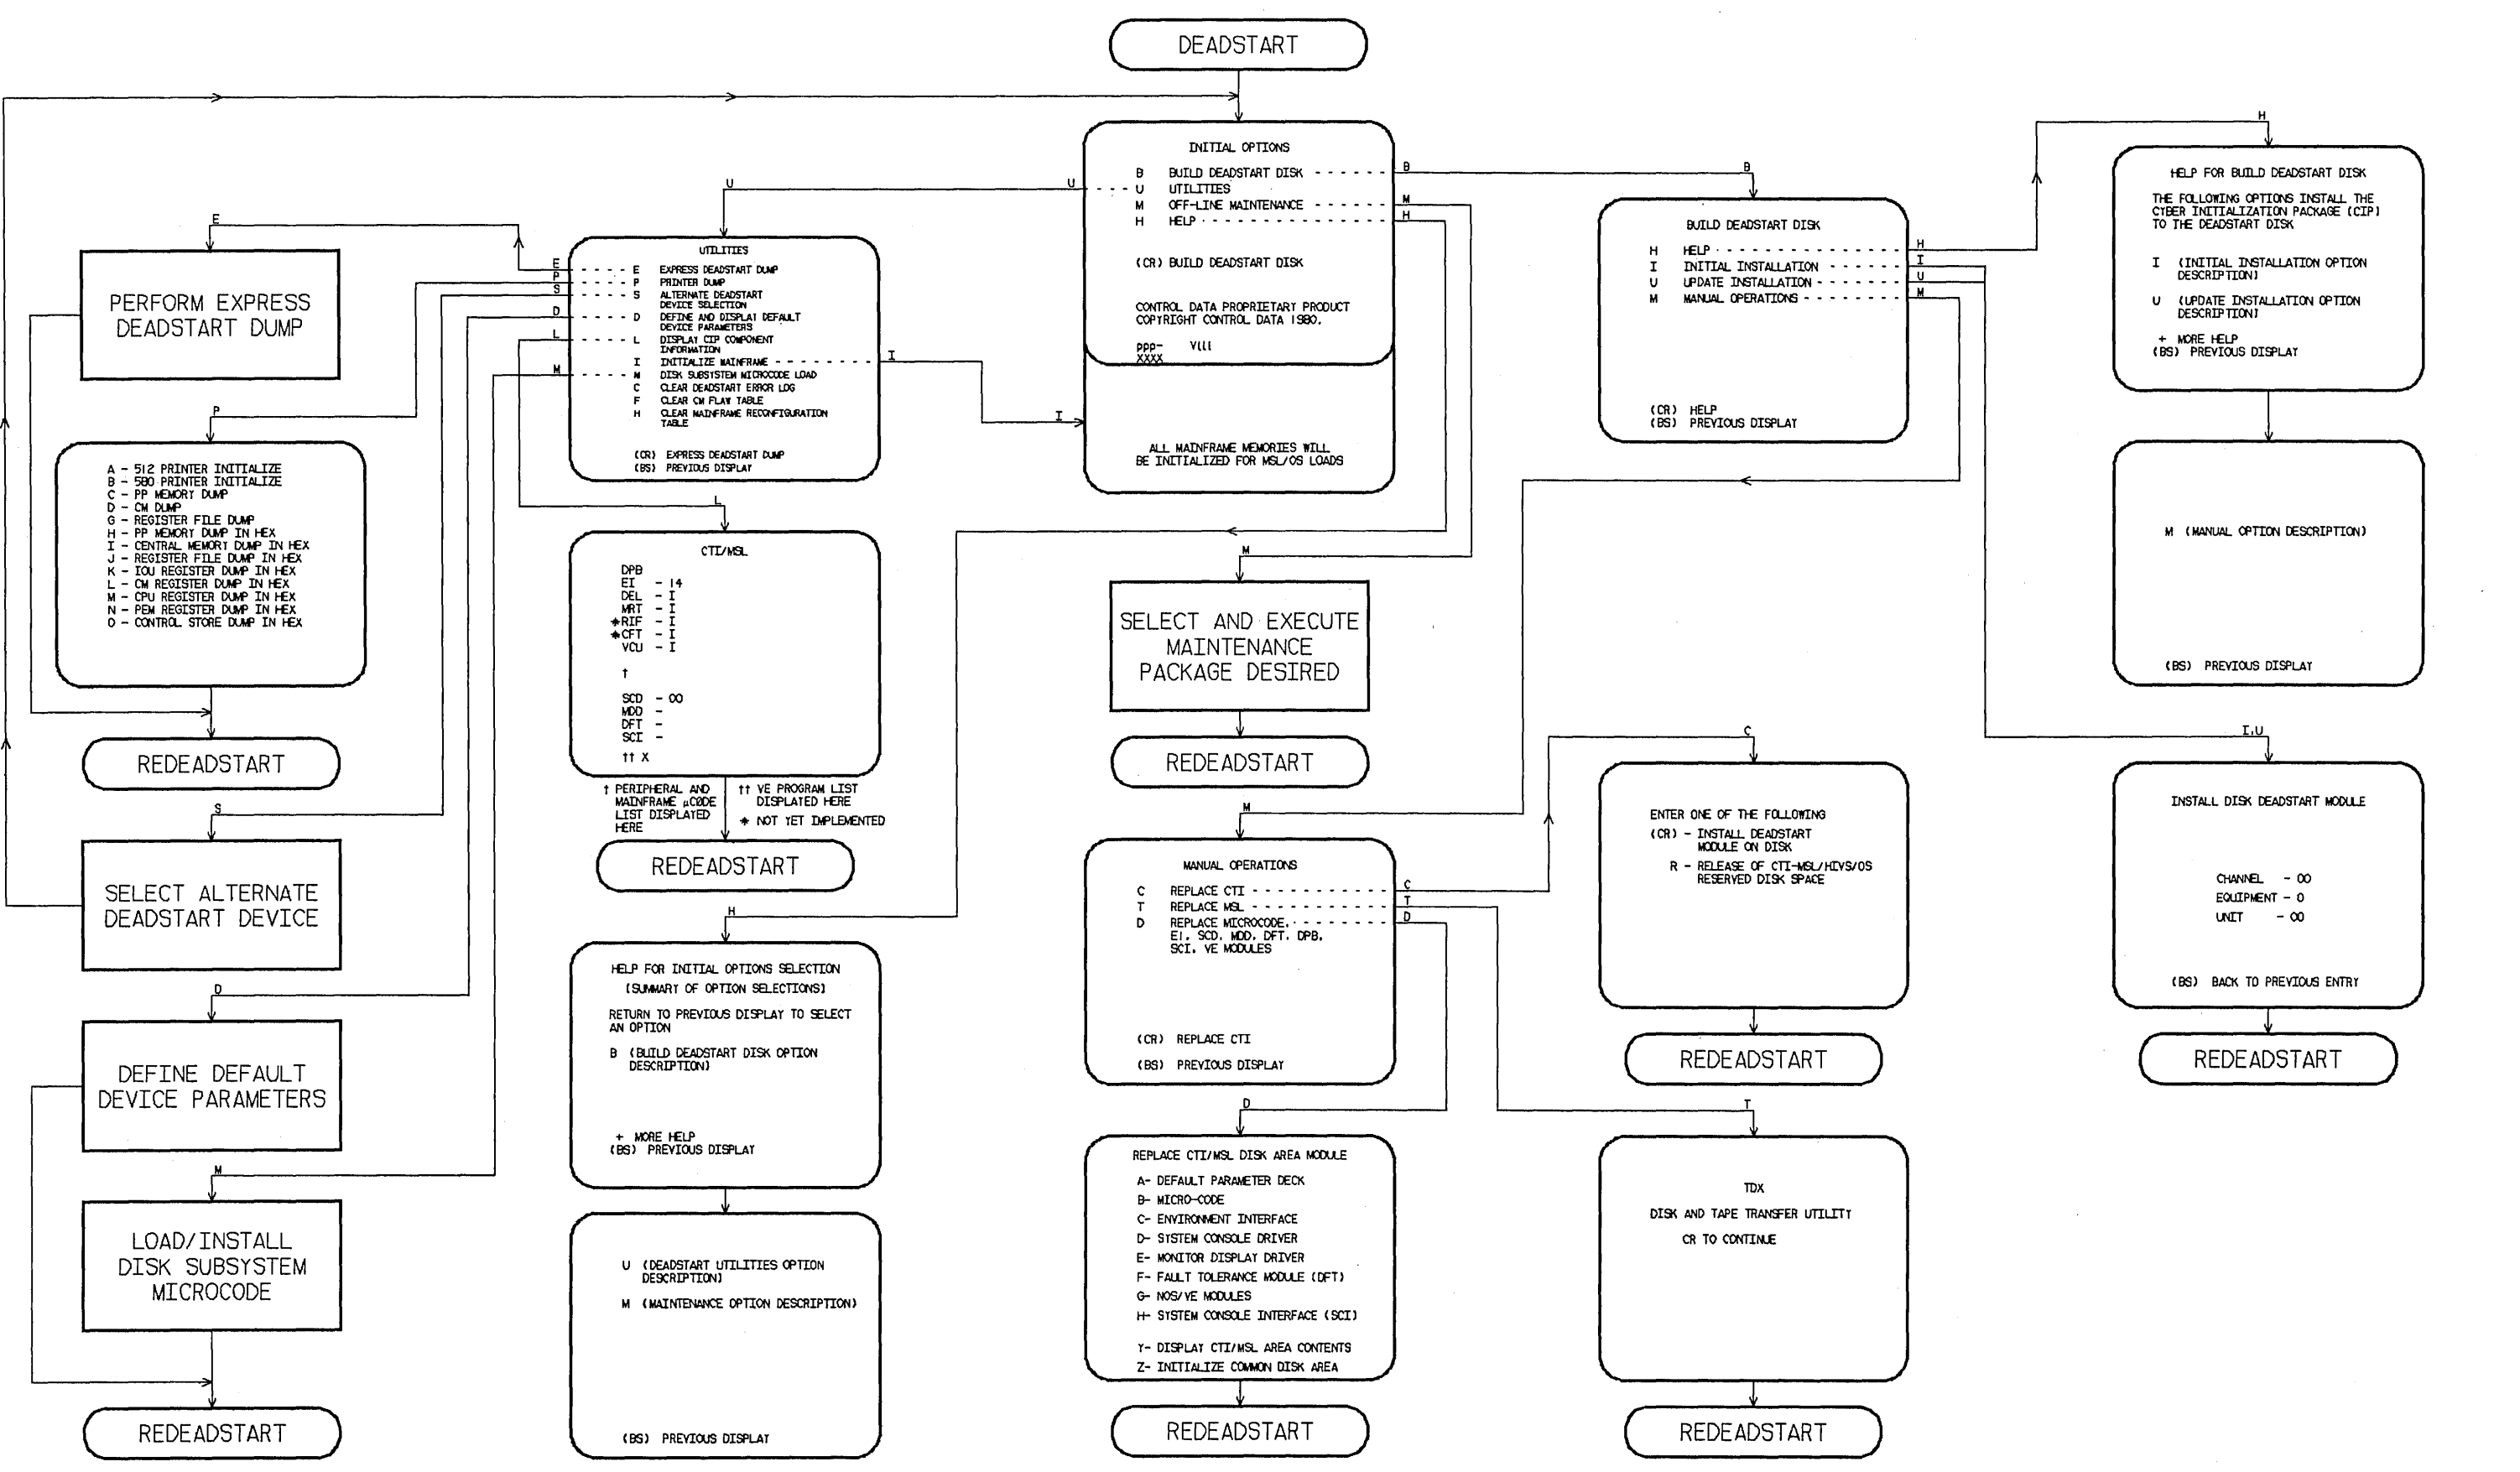 DEADSTART
INITIAL OPTIONS
B BUILD DEADSTART DISK - - - - - - B
U - - - - U UTILITIES
M OFF-LINE MAINTENANCE - - - - - - M
H HELP - - - - - - - - - - - - - - H
(CR) BUILD DEADSTART DISK
CONTROL DATA PROPRIETARY PRODUCT
COPYRIGHT CONTROL DATA 1980.
ppp- Vlll
XXXX
ALL MAINFRAME MEMORIES WILL
BE INITIALIZED FOR MSL/OS LOADS
U
UTILITIES
E - - - - - E EXPRESS DEADSTART DUMP
P - - - - - P PRINTER DUMP
S - - - - - S ALTERNATE DEADSTART
DEVICE SELECTION
D - - - - - D DEFINE AND DISPLAY DEFAULT
DEVICE PARAMETERS
L - - - - - L DISPLAY CIP COMPONENT
INFORMATION
I INITIALIZE MAINFRAME - - - - - - - - - I
M - - - - - M DISK SUBSYSTEM MICROCODE LOAD
C CLEAR DEADSTART ERROR LOG
F CLEAR CM FLAW TABLE
H CLEAR MAINFRAME RECONFIGURATION
TABLE
(CR) EXPRESS DEADSTART DUMP
(BS) PREVIOUS DISPLAY
I
E
PERFORM EXPRESS
DEADSTART DUMP
P
A - 512 PRINTER INITIALIZE
B - 580 PRINTER INITIALIZE
C - PP MEMORY DUMP
D - CM DUMP
G - REGISTER FILE DUMP
H - PP MEMORY DUMP IN HEX
I - CENTRAL MEMORY DUMP IN HEX
J - REGISTER FILE DUMP IN HEX
K - IOU REGISTER DUMP IN HEX
L - CM REGISTER DUMP IN HEX
M - CPU REGISTER DUMP IN HEX
N - PEM REGISTER DUMP IN HEX
O - CONTROL STORE DUMP IN HEX
REDEADSTART
S
SELECT ALTERNATE
DEADSTART DEVICE
D
DEFINE DEFAULT
DEVICE PARAMETERS
M
LOAD/INSTALL
DISK SUBSYSTEM
MICROCODE
REDEADSTART
L
CTI/MSL
DPB
EI - 14
DEL - I
MRT - I
*RIF - I
*CFT - I
VCU - I
†
SCD - 00
MDD -
DFT -
SCI -
†† X
† PERIPHERAL AND
MAINFRAME µCODE
LIST DISPLAYED
HERE
†† VE PROGRAM LIST
DISPLATED HERE
* NOT YET IMPLEMENTED
REDEADSTART
H
HELP FOR INITIAL OPTIONS SELECTION
(SUMMARY OF OPTION SELECTIONS)
RETURN TO PREVIOUS DISPLAY TO SELECT
AN OPTION
B (BUILD DEADSTART DISK OPTION
DESCRIPTION)
+ MORE HELP
(BS) PREVIOUS DISPLAY
U (DEADSTART UTILITIES OPTION
DESCRIPTION)
M (MAINTENANCE OPTION DESCRIPTION)
(BS) PREVIOUS DISPLAY
M
SELECT AND EXECUTE
MAINTENANCE
PACKAGE DESIRED
REDEADSTART
B
BUILD DEADSTART DISK
H HELP - - - - - - - - - - - - - - - H
I INITIAL INSTALLATION - - - - - - I
U UPDATE INSTALLATION - - - - - - - U
M MANUAL OPERATIONS - - - - - - - - M
(CR) HELP
(BS) PREVIOUS DISPLAY
H
HELP FOR BUILD DEADSTART DISK
THE FOLLOWING OPTIONS INSTALL THE
CYBER INITIALIZATION PACKAGE (CIP)
TO THE DEADSTART DISK
I (INITIAL INSTALLATION OPTION
DESCRIPTION)
U (UPDATE INSTALLATION OPTION
DESCRIPTION)
+ MORE HELP
(BS) PREVIOUS DISPLAY
M (MANUAL OPTION DESCRIPTION)
(BS) PREVIOUS DISPLAY
I,U
INSTALL DISK DEADSTART MODULE
CHANNEL - 00
EQUIPMENT - 0
UNIT - 00
(BS) BACK TO PREVIOUS ENTRY
REDEADSTART
M
MANUAL OPERATIONS
C REPLACE CTI - - - - - - - - - - - C
T REPLACE MSL - - - - - - - - - - - T
D REPLACE MICROCODE, - - - - - - - D
EI, SCD, MDD, DFT, DPB,
SCI, VE MODULES
(CR) REPLACE CTI
(BS) PREVIOUS DISPLAY
C
ENTER ONE OF THE FOLLOWING
(CR) - INSTALL DEADSTART
MODULE ON DISK
R - RELEASE OF CTI-MSL/HIVS/OS
RESERVED DISK SPACE
REDEADSTART
D
REPLACE CTI/MSL DISK AREA MODULE
A- DEFAULT PARAMETER DECK
B- MICRO-CODE
C- ENVIRONMENT INTERFACE
D- SYSTEM CONSOLE DRIVER
E- MONITOR DISPLAY DRIVER
F- FAULT TOLERANCE MODULE (DFT)
G- NOS/VE MODULES
H- SYSTEM CONSOLE INTERFACE (SCI)
Y- DISPLAY CTI/MSL AREA CONTENTS
Z- INITIALIZE COMMON DISK AREA
REDEADSTART
T
TDX
DISK AND TAPE TRANSFER UTILITY
CR TO CONTINUE
REDEADSTART